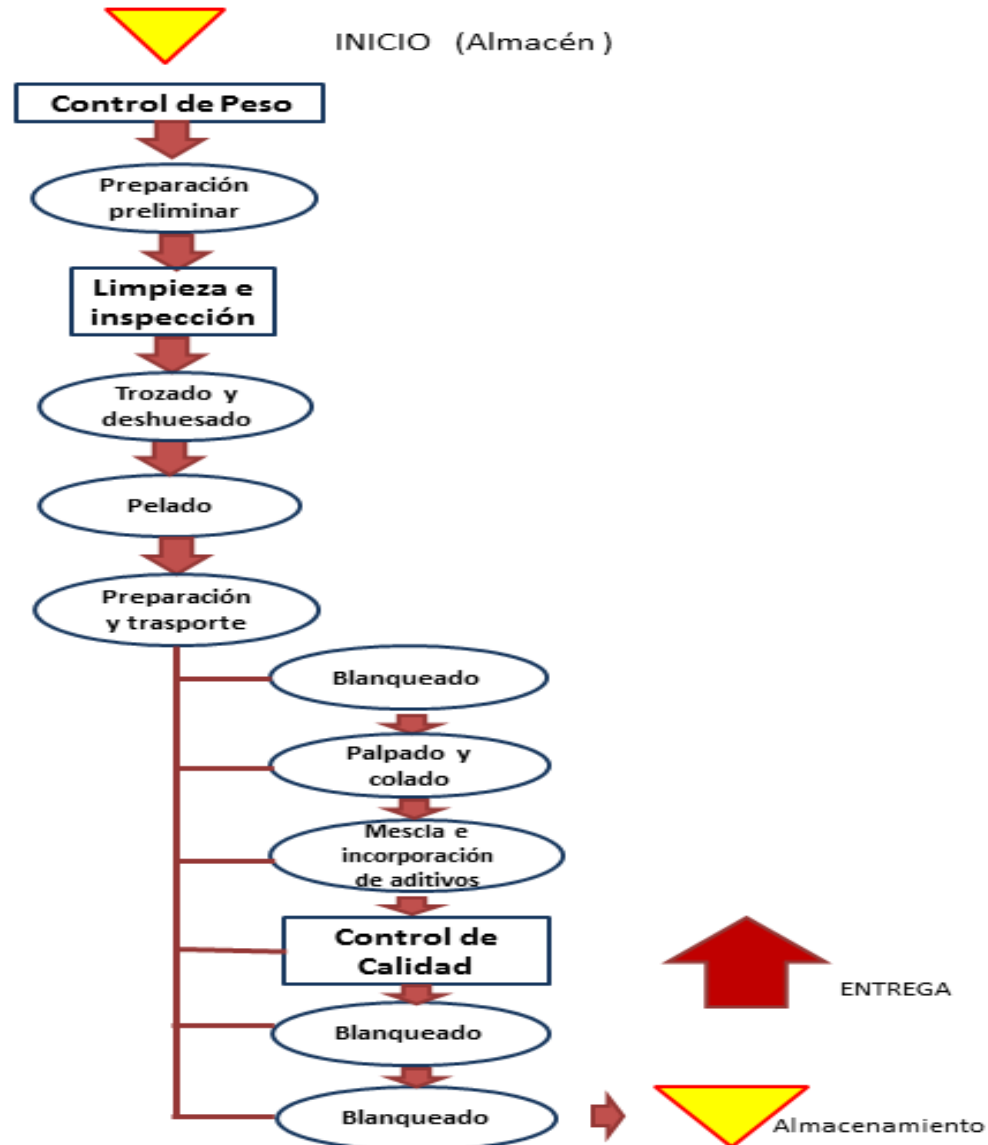 INICIO (Almacén )
Control de Peso
Preparación
preliminar
Limpieza e
inspección
Trozado y
deshuesado
Pelado
Preparación
y trasporte
Blanqueado
Palpado y
colado
Mescla e
incorporación
de aditivos
Control de
Calidad
ENTREGA
Blanqueado
Blanqueado
Almacenamiento